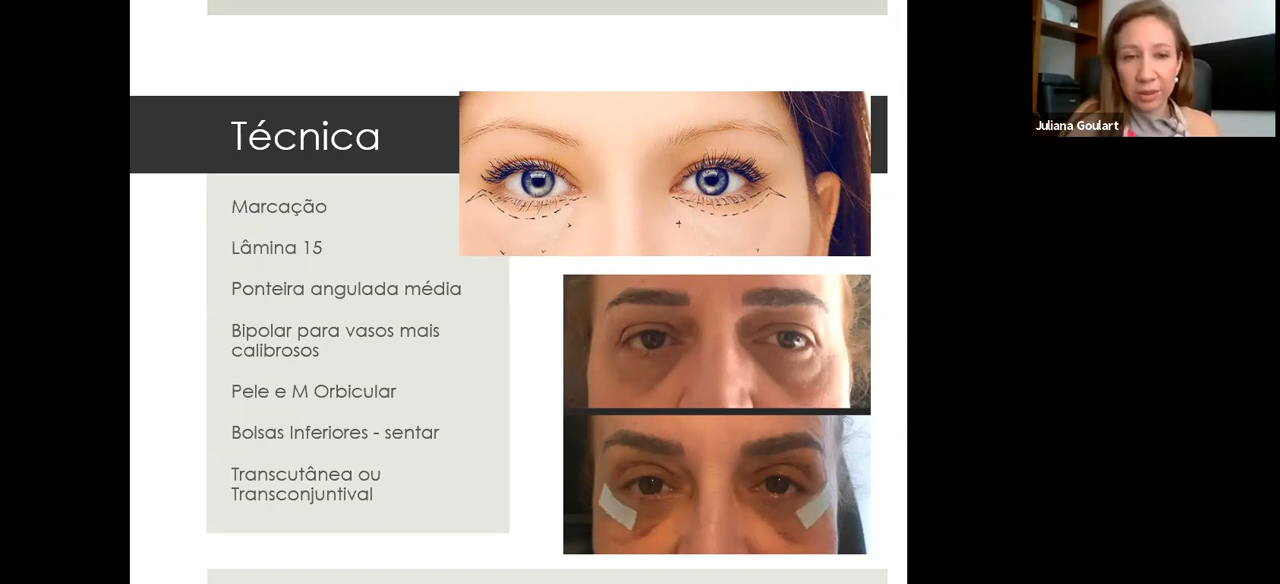 Técnica
Marcação
Lâmina 15
Ponteira angulada média
Bipolar para vasos mais
calibrosos
Pele e M Orbicular
Bolsas Inferiores - sentar
Transcutânea ou
Transconjuntival
Juliana Goulart